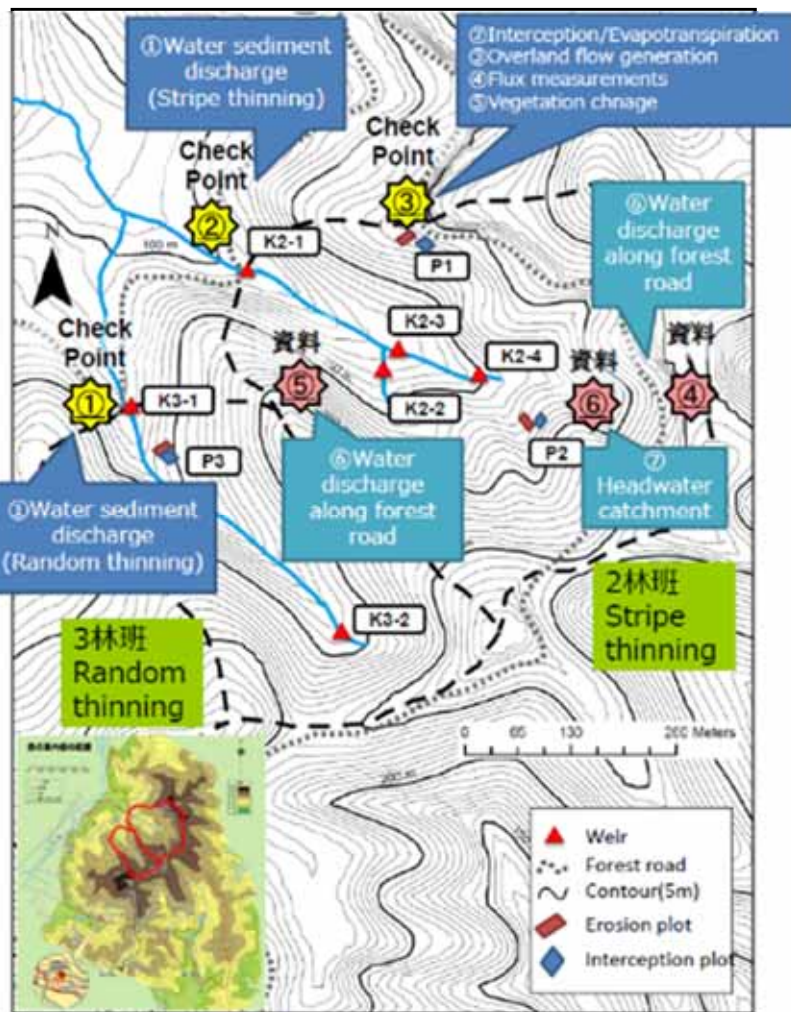 ①Water sediment
discharge
(Stripe thinning)
②Interception/Evapotranspiration
③Overland flow generation
④Flux measurements
⑤Vegetation chnage
Check
Point
②
Check
Point
③
K2-1
P1
⑥Water
discharge
along forest
road
N
100 m
Check
Point
①
K3-1
K2-3
資料
⑤
K2-4
資料
⑥
資料
④
K2-2
P3
P2
⑥Water
discharge
along forest
road
⑦
Headwater
catchment
①Water sediment
discharge
(Random thinning)
K3-2
3林班
Random
thinning
2林班
Stripe
thinning
0 65 130 260 Meters
Weir
Forest road
Contour(5m)
Erosion plot
Interception plot